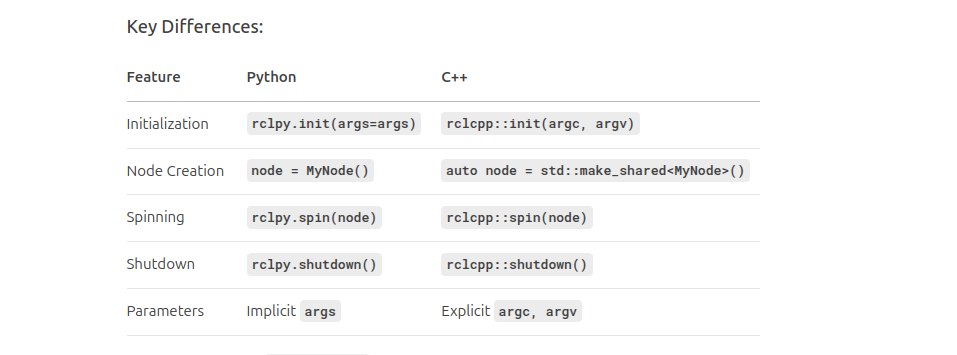 Key Differences:
Feature Python C++
Initialization rclpy.init(args=args) rclcpp::init(argc, argv)
Node Creation node = MyNode() auto node = std::make_shared<MyNode>()
Spinning rclpy.spin(node) rclcpp::spin(node)
Shutdown rclpy.shutdown() rclcpp::shutdown()
Parameters Implicit args Explicit argc, argv